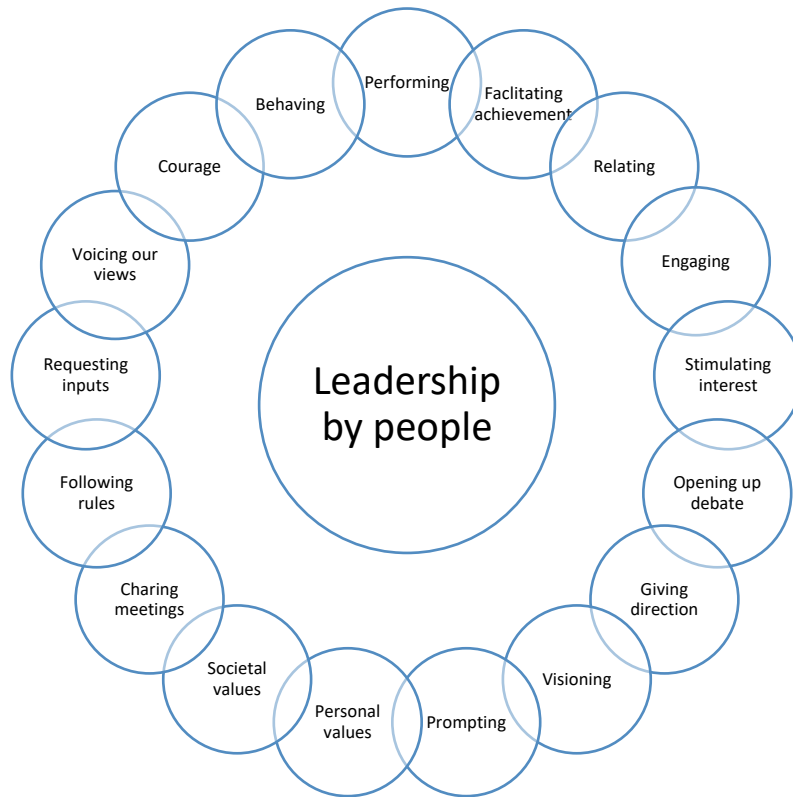 Performing
Faclitating
achievement
Relating
Engaging
Stimulating
interest
Opening up
debate
Giving
direction
Visioning
Prompting
Personal
values
Societal
values
Charing
meetings
Following
rules
Requesting
inputs
Voicing our
views
Courage
Behaving
Leadership
by people